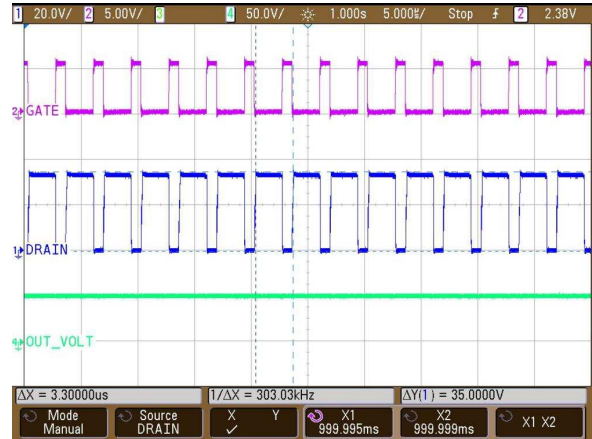 1 20.0V/ 2 5.00V/ 3 4 50.0V/ 1.000s 5.000㎲/ Stop 2 2.38V
2 GATE
1 DRAIN
4 OUT_VOLT
ΔX = 3.30000us 1/ΔX = 303.03kHz ΔY(1) = 35.0000V
Mode Source X Y X1 X2 X1 X2
Manual DRAIN ✓ 999.995ms 999.999ms